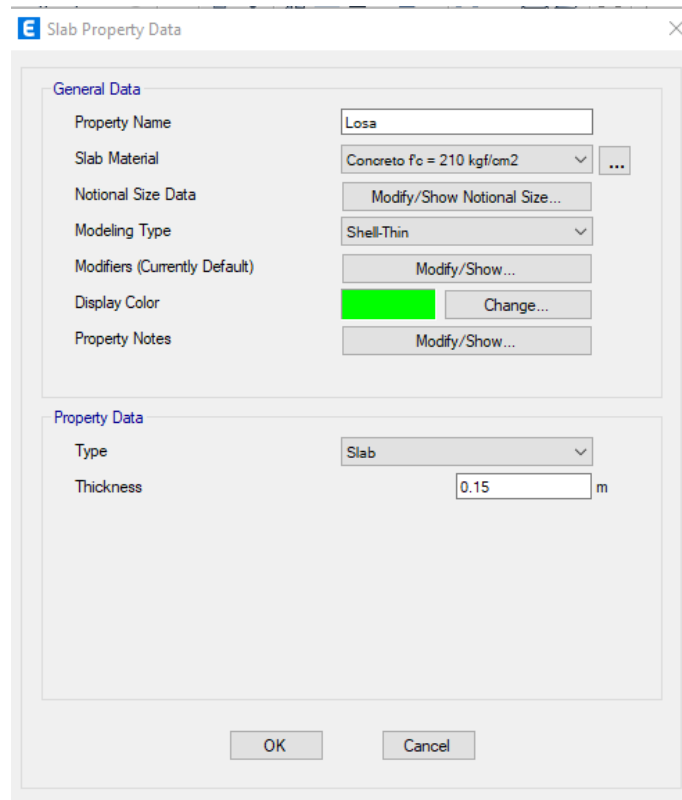 E Slab Property Data
General Data
Property Name Losa
Slab Material Concreto f'c = 210 kgf/cm2 ...
Notional Size Data Modify/Show Notional Size...
Modeling Type Shell-Thin
Modifiers (Currently Default) Modify/Show...
Display Color Change...
Property Notes Modify/Show...
Property Data
Type Slab
Thickness 0.15 m
OK Cancel